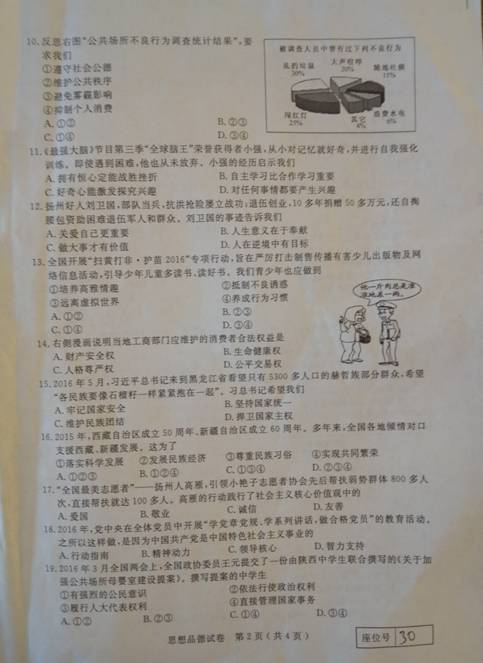 10.反思右图“公共场所不良行为调查统计结果”,要
求我们
①遵守社会公德
②维护公共秩序
③避免雾霾影响
④抑制个人消费
A.①②
B.②③
C.①④
D.③④
被调查人员中曾有过下列不良行为
乱扔垃圾
30%
大声喧哗
20%
随地吐痰
15%
闯红灯
25%
其它
4%
浪费水电
6%
11.《最强大脑》节目第三季“全球脑王”荣誉获得者小强,从小对记忆就好奇,并进行自我强化
训练。即使遇到困难,他也从未放弃。小强的经历启示我们
A.拥有恒心定能战胜挫折
B.自主学习比合作学习重要
C.好奇心能激发探究兴趣
D.对任何事情都要产生兴趣
12.扬州好人刘卫国,部队当兵,抗洪抢险屡立战功;退伍创业,10多年捐赠50多万元,还自掏
腰包资助困难退伍军人和群众。刘卫国的事迹告诉我们
A.关爱自己更重要
B.人生意义在于奉献
C.做大事才有价值
D.人在逆境中有目标
13.全国开展“扫黄打非·护苗2016”专项行动,旨在严厉打击制售传播有害少儿出版物及网
络信息活动,引导少年儿童多读书、读好书。我们青少年也应做到
①培养高雅情趣
②抵制不良诱惑
③远离虚拟世界
④养成行为习惯
A.①②
B.②③
C.①④
D.③④
14.右侧漫画说明当地工商部门应维护的消费者合法权益是
A.财产安全权
B.生命健康权
C.人格尊严权
D.公平交易权
15.2016年5月,习近平总书记来到黑龙江省看望只有5300多人口的赫哲族部分群众,希望
“各民族要像石榴籽一样紧紧抱在一起”。习总书记希望我们
A.牢记国家安全
B.坚持国家统一
C.维护民族团结
D.捍卫国家主权
16.2015年,西藏自治区成立50周年、新疆自治区成立60周年。多年来,全国各地倾情对口
支援西藏、新疆发展。这为了
①落实科学发展
②发展民族经济
③尊重民族习俗
④实现共同繁荣
A.①②③
B.①②④
C.①③④
D.②③④
17.“全国最美志愿者”——扬州人高雁,引领小艳子志愿者协会先后帮扶弱势群体800多人
次,直接帮扶就达100多人。高雁的行动践行了社会主义核心价值观中的
A.爱国
B.敬业
C.诚信
D.友善
18.2016年,党中央在全体党员中开展“学党章党规、学系列讲话,做合格党员”的教育活动。
之所以这样做,是因为中国共产党是中国特色社会主义事业的
A.行动指南
B.精神动力
C.领导核心
D.智力支持
19.2016年3月全国两会上,全国政协委员王元提交了一份由陕西中学生联合撰写的《关于加
强公共场所母婴室建设提案》。撰写提案的中学生
①有强烈的公民意识
②依法行使政治权利
③履行人大代表权利
④直接管理国家事务
A.①②
B.②③
C.①④
D.③④
思想品德试卷 第2页(共4页)
座位号 30